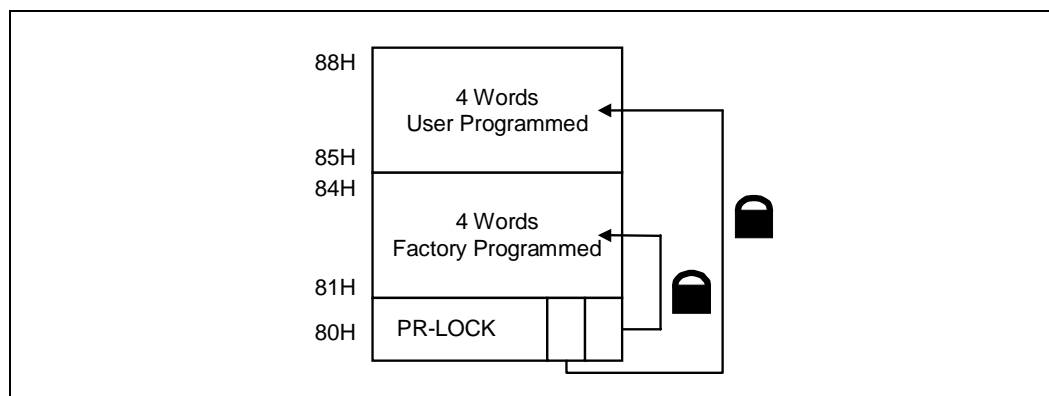 88H
4 Words
User Programmed
85H
84H
4 Words
Factory Programmed
81H
80H
PR-LOCK